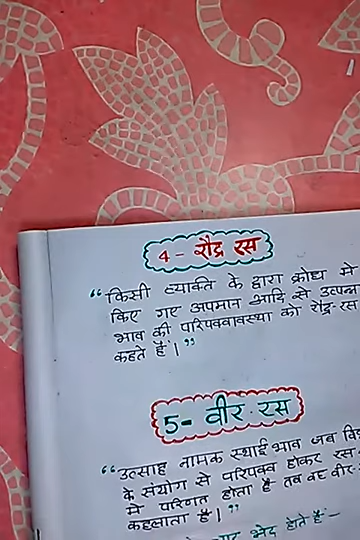 4- रौद्र रस
“ किसी व्यक्ति के द्वारा क्रोध मे
किए गए अपमान आदि से उत्पन्न
भाव की परिपक्वावस्था को रौद्र-रस
कहते हैं। ”
5- वीर-रस
“ उत्साह नामक स्थाई भाव जब
के संयोग से परिपक्व होकर रस
मे परिणत होता है तब वह वीर-
कहलाता है। ”
भेद होते हैं-